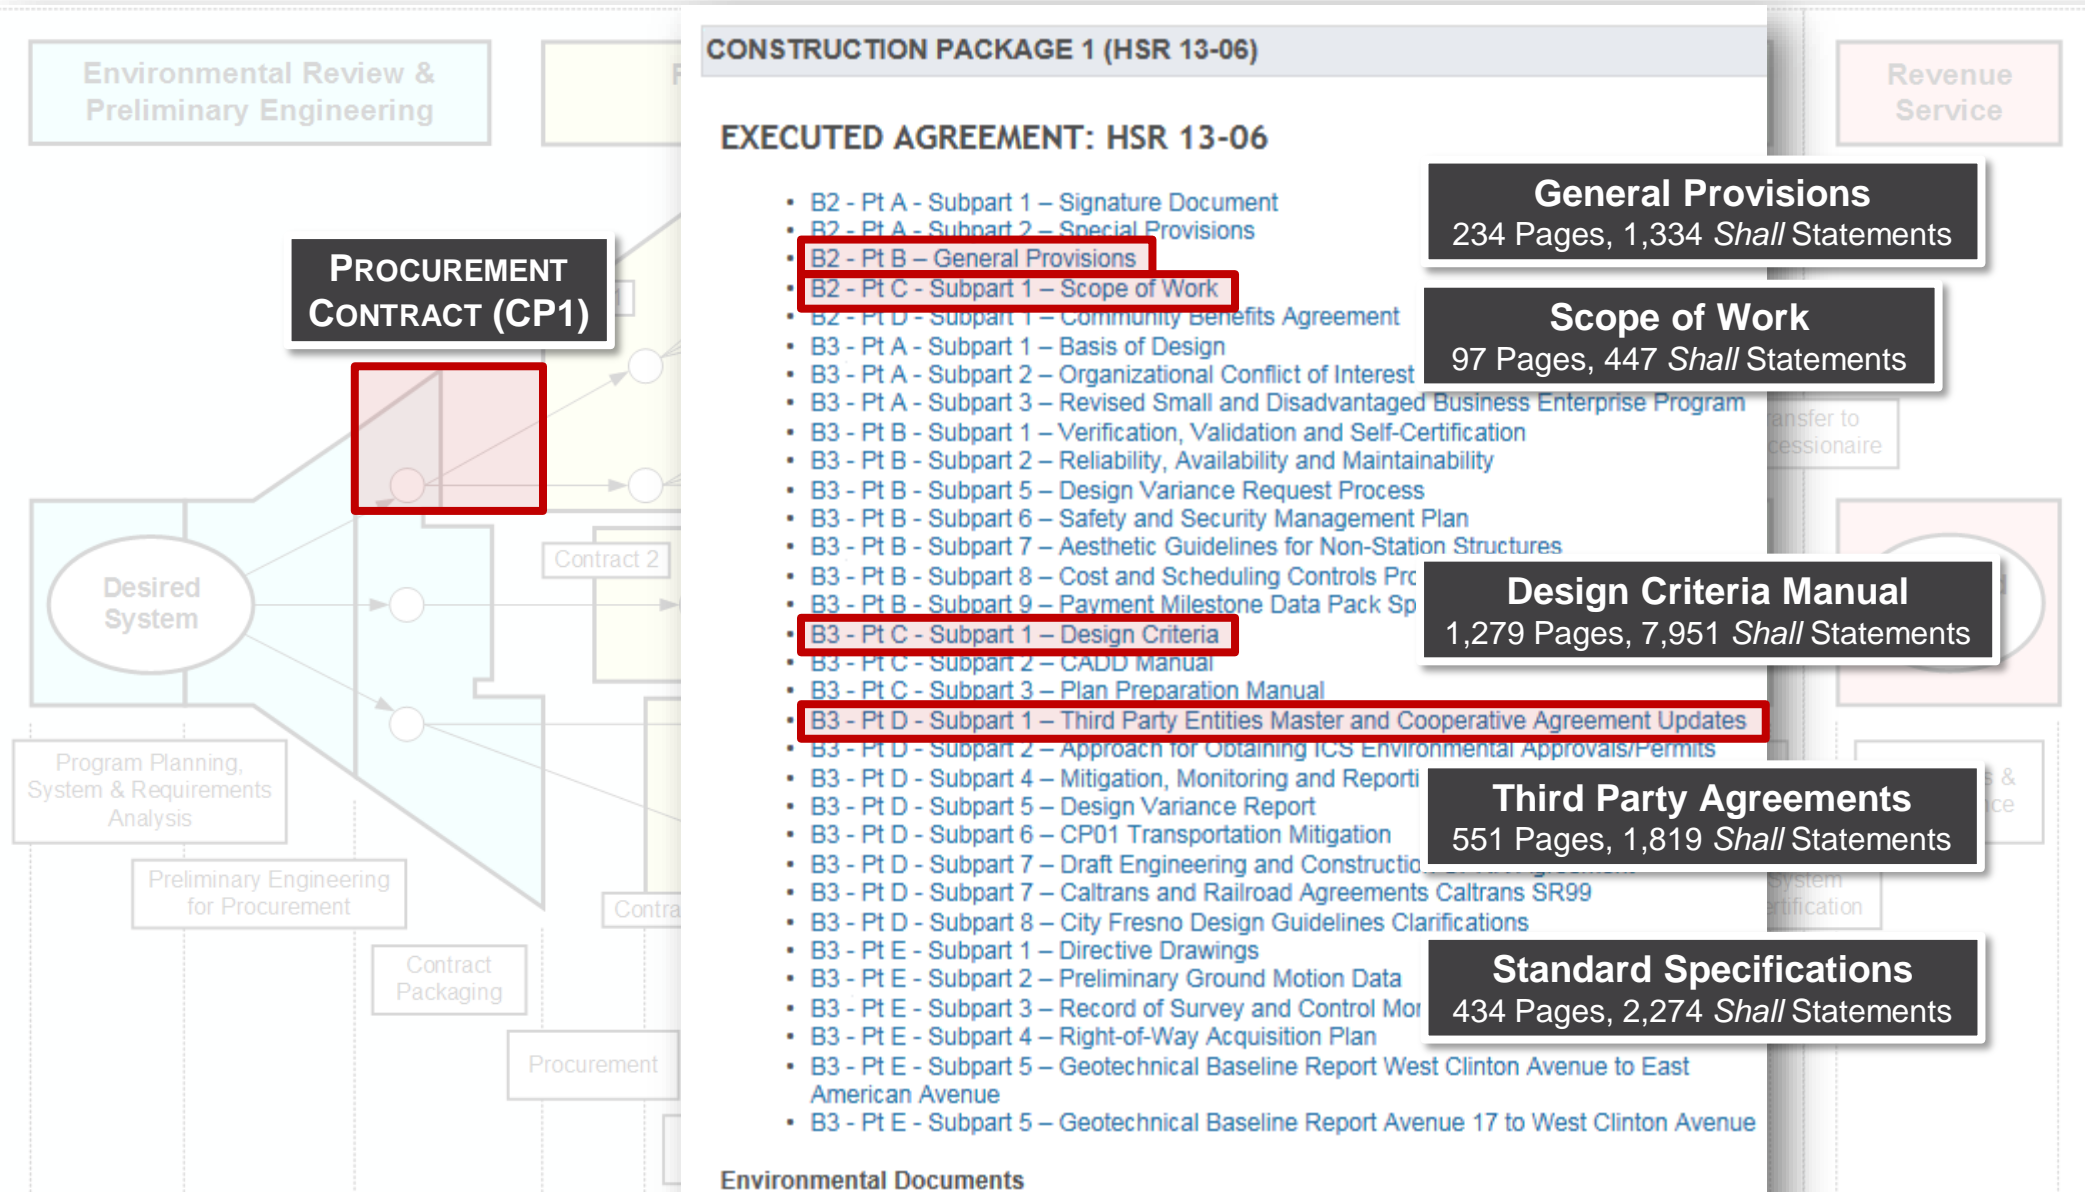 Environmental Review &
Preliminary Engineering
Revenue
Service
PROCUREMENT
CONTRACT (CP1)
Desired
System
Contract 2
Program Planning,
System & Requirements
Analysis
Preliminary Engineering
for Procurement
Contract
Packaging
Procurement
CONSTRUCTION PACKAGE 1 (HSR 13-06)
EXECUTED AGREEMENT: HSR 13-06
B2 - Pt A - Subpart 1 – Signature Document
B2 - Pt A - Subpart 2 – Special Provisions
B2 - Pt B – General Provisions
B2 - Pt C - Subpart 1 – Scope of Work
B2 - Pt D - Subpart 1 – Community Benefits Agreement
B3 - Pt A - Subpart 1 – Basis of Design
B3 - Pt A - Subpart 2 – Organizational Conflict of Interest
B3 - Pt A - Subpart 3 – Revised Small and Disadvantaged Business Enterprise Program
B3 - Pt B - Subpart 1 – Verification, Validation and Self-Certification
B3 - Pt B - Subpart 2 – Reliability, Availability and Maintainability
B3 - Pt B - Subpart 5 – Design Variance Request Process
B3 - Pt B - Subpart 6 – Safety and Security Management Plan
B3 - Pt B - Subpart 7 – Aesthetic Guidelines for Non-Station Structures
B3 - Pt B - Subpart 8 – Cost and Scheduling Controls
B3 - Pt B - Subpart 9 – Payment Milestone Data Pack
B3 - Pt C - Subpart 1 – Design Criteria
B3 - Pt C - Subpart 2 – CADD Manual
B3 - Pt C - Subpart 3 – Plan Preparation Manual
B3 - Pt D - Subpart 1 – Third Party Entities Master and Cooperative Agreement Updates
B3 - Pt D - Subpart 2 – Approach for Obtaining ICS Environmental Approvals/Permits
B3 - Pt D - Subpart 4 – Mitigation, Monitoring and
B3 - Pt D - Subpart 5 – Design Variance Report
B3 - Pt D - Subpart 6 – CP01 Transportation Mitigation
B3 - Pt D - Subpart 7 – Draft Engineering and
B3 - Pt D - Subpart 7 – Caltrans and Railroad Agreements Caltrans SR99
B3 - Pt D - Subpart 8 – City Fresno Design Guidelines Clarifications
B3 - Pt E - Subpart 1 – Directive Drawings
B3 - Pt E - Subpart 2 – Preliminary Ground Motion Data
B3 - Pt E - Subpart 3 – Record of Survey and Control
B3 - Pt E - Subpart 4 – Right-of-Way Acquisition Plan
B3 - Pt E - Subpart 5 – Geotechnical Baseline Report West Clinton Avenue to East
American Avenue
B3 - Pt E - Subpart 5 – Geotechnical Baseline Report Avenue 17 to West Clinton Avenue
Environmental Documents
General Provisions
234 Pages, 1,334 Shall Statements
Scope of Work
97 Pages, 447 Shall Statements
Design Criteria Manual
1,279 Pages, 7,951 Shall Statements
Third Party Agreements
551 Pages, 1,819 Shall Statements
Standard Specifications
434 Pages, 2,274 Shall Statements